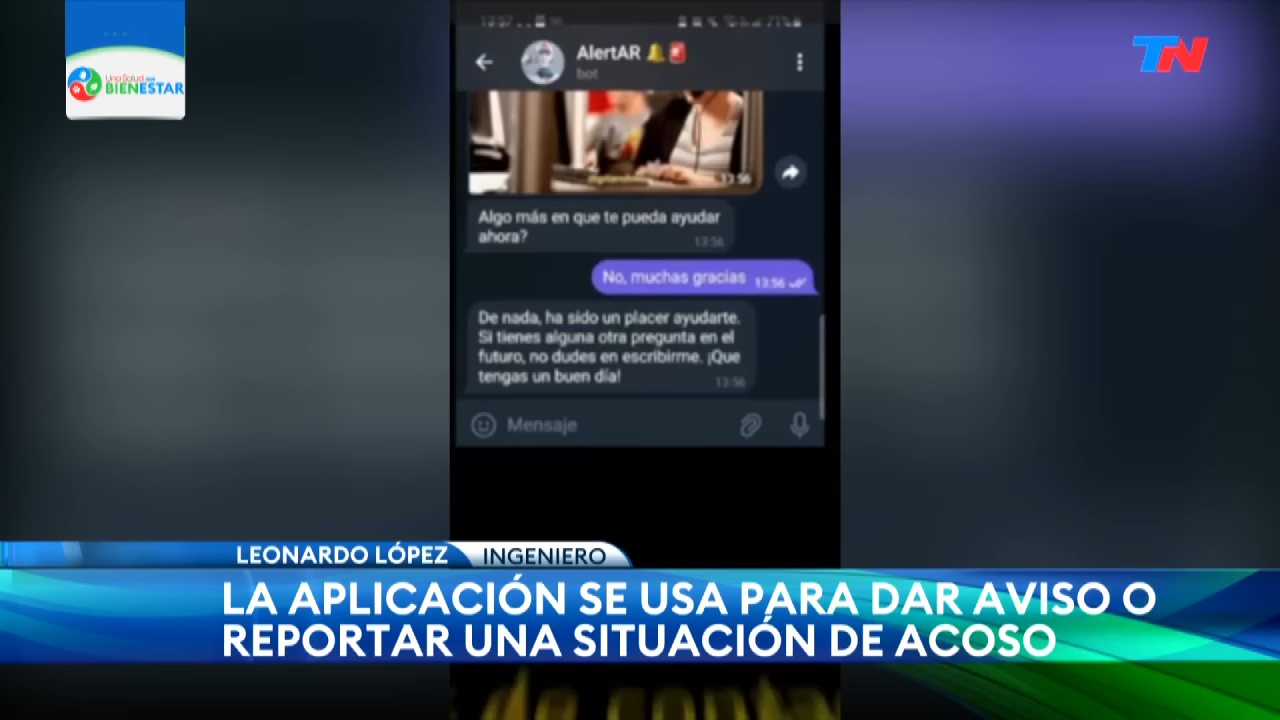 Una Salud
BIENESTAR
TN
AlertAR
bot
13:56
Algo más en que te pueda ayudar
ahora?
13:56
No, muchas gracias
13:56
De nada, ha sido un placer ayudarte.
Si tienes alguna otra pregunta en el
futuro, no dudes en escribirme. ¡Que
tengas un buen día!
13:56
Mensaje
LEONARDO LÓPEZ
INGENIERO
LA APLICACIÓN SE USA PARA DAR AVISO O
REPORTAR UNA SITUACIÓN DE ACOSO